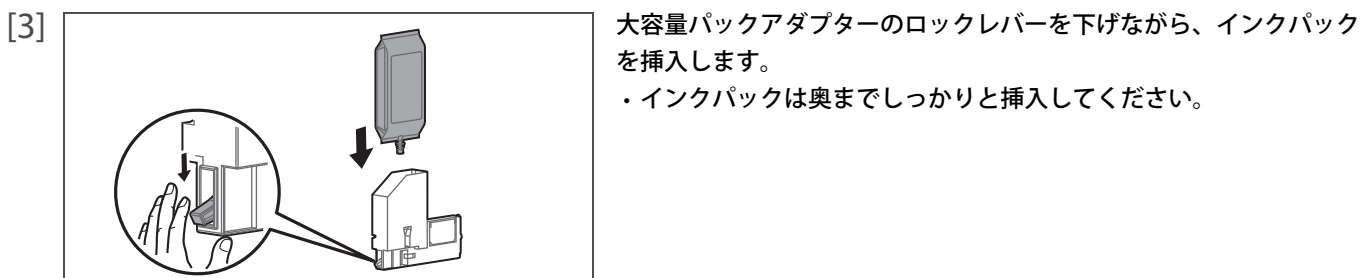 [3]
大容量パックアダプターのロックレバーを下げながら、インクパック
を挿入します。
・インクパックは奥までしっかりと挿入してください。